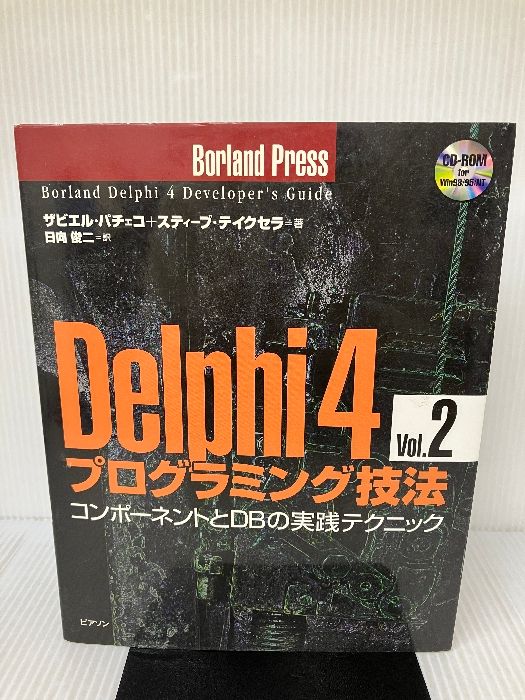 Borland Press
CD-ROM
for
Win98/95/NT
Borland Delphi 4 Developer's Guide
ザビエル・パチェコ+スティーブ・テイクセラ=著
日向 俊二=訳
Delphi 4
Vol.2
プログラミング技法
コンポーネントとDBの実践テクニック
ピアソン